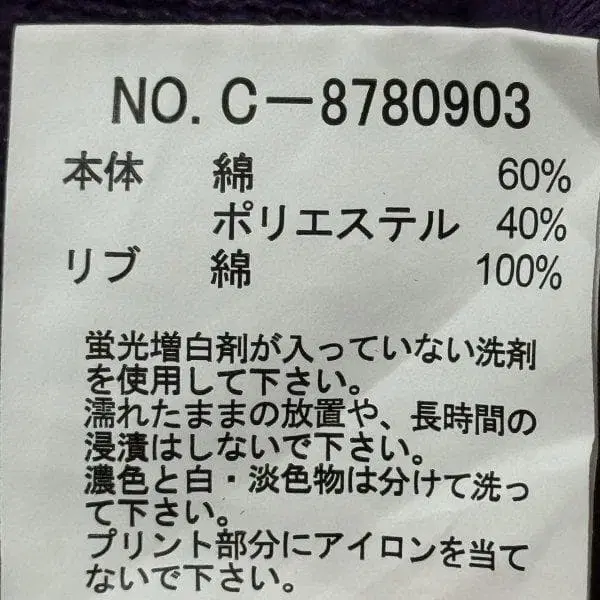 NO.C-8780903
本体 綿 60%
ポリエステル 40%
リブ 綿 100%
蛍光増白剤が入っていない洗剤
を使用して下さい。
濡れたままの放置や、長時間の
浸漬はしないで下さい。
濃色と白・淡色物は分けて洗っ
て下さい。
プリント部分にアイロンを当て
ないで下さい。